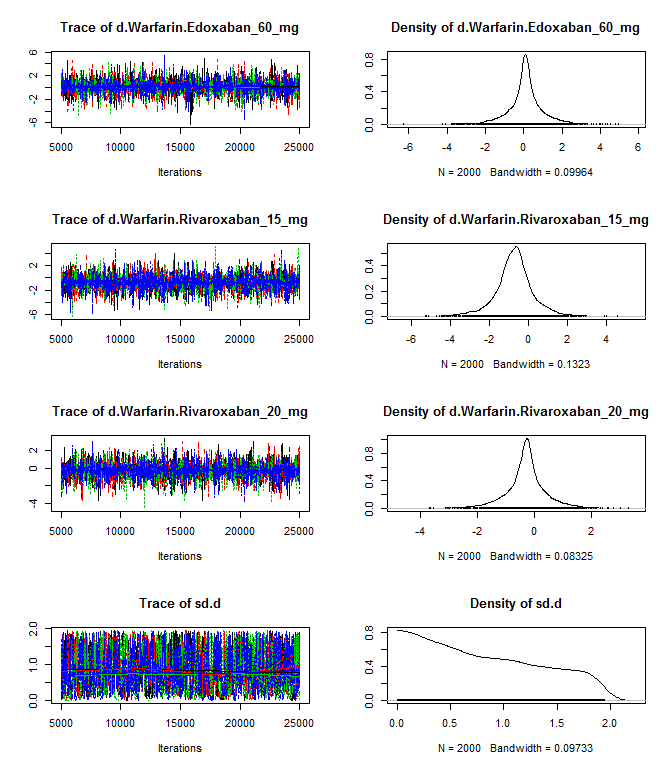 Trace of d.Warfarin.Edoxaban_60_mg
6
2
-2
-6
5000 10000 15000 20000 25000
Iterations
Density of d.Warfarin.Edoxaban_60_mg
0.8
0.4
0.0
-6 -4 -2 0 2 4 6
N = 2000 Bandwidth = 0.09964
Trace of d.Warfarin.Rivaroxaban_15_mg
2
-2
-6
5000 10000 15000 20000 25000
Iterations
Density of d.Warfarin.Rivaroxaban_15_mg
0.4
0.2
0.0
-6 -4 -2 0 2 4
N = 2000 Bandwidth = 0.1323
Trace of d.Warfarin.Rivaroxaban_20_mg
2
0
-4
5000 10000 15000 20000 25000
Iterations
Density of d.Warfarin.Rivaroxaban_20_mg
0.8
0.4
0.0
-4 -2 0 2
N = 2000 Bandwidth = 0.08325
Trace of sd.d
2.0
1.0
0.0
5000 10000 15000 20000 25000
Iterations
Density of sd.d
0.8
0.4
0.0
0.0 0.5 1.0 1.5 2.0
N = 2000 Bandwidth = 0.09733